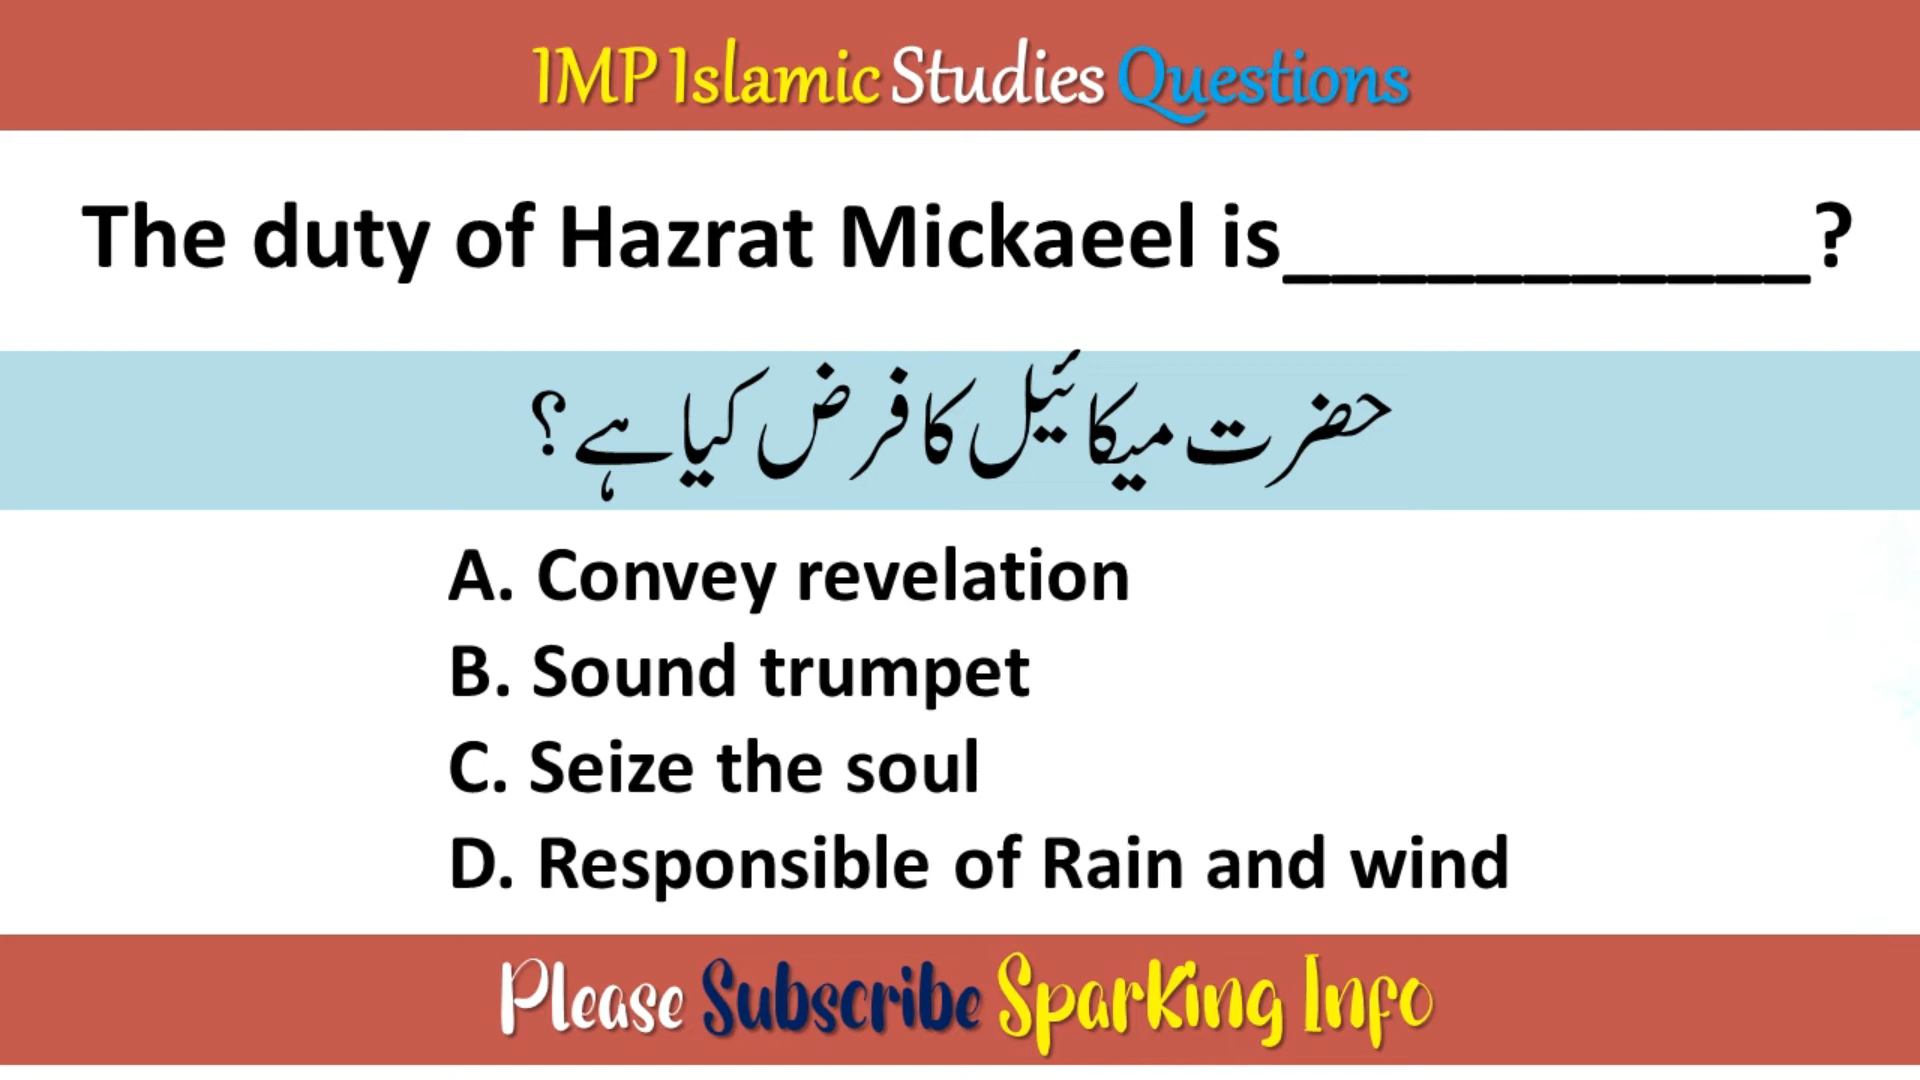 IMP Islamic Studies Questions
The duty of Hazrat Mickaeel is___________?
حضرت میکائیل کا فرض کیا ہے؟
A. Convey revelation
B. Sound trumpet
C. Seize the soul
D. Responsible of Rain and wind
Please Subscribe Sparking Info